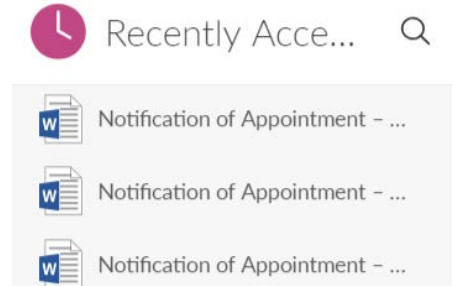 Recently Acce...
Notification of Appointment – ...
Notification of Appointment – ...
Notification of Appointment – ...